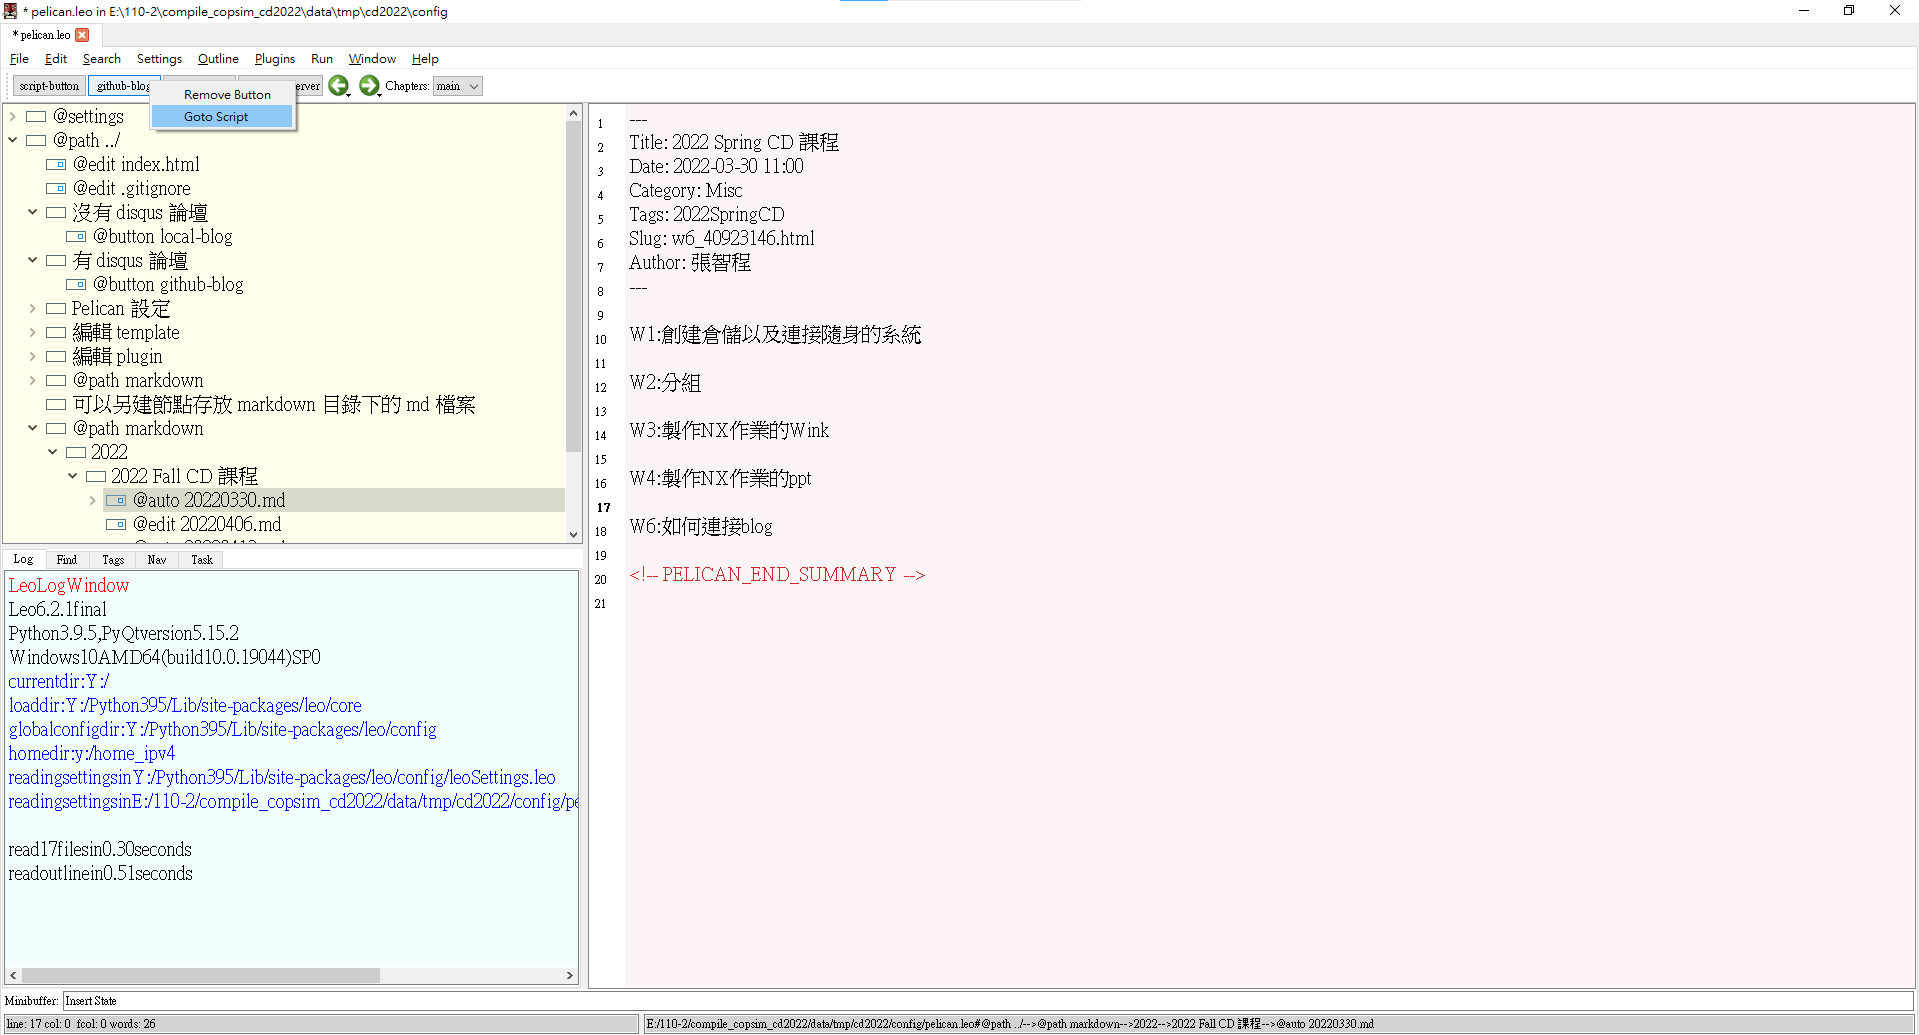 * pelican.leo in E:\110-2\compile_copsim_cd2022\data\tmp\cd2022\config
* pelican.leo
File Edit Search Settings Outline Plugins Run Window Help
script-button github-blog erver Chapters: main
Remove Button
Goto Script
@settings
@path ../
@edit index.html
@edit .gitignore
沒有 disqus 論壇
@button local-blog
有 disqus 論壇
@button github-blog
Pelican 設定
編輯 template
編輯 plugin
@path markdown
可以另建節點存放 markdown 目錄下的 md 檔案
@path markdown
2022
2022 Fall CD 課程
@auto 20220330.md
@edit 20220406.md
Log Find Tags Nav Task
LeoLogWindow
Leo6.2.1final
Python3.9.5,PyQtversion5.15.2
Windows10AMD64(build10.0.19044)SP0
currentdir:Y:/
loaddir:Y:/Python395/Lib/site-packages/leo/core
globalconfigdir:Y:/Python395/Lib/site-packages/leo/config
homedir:y:/home_ipv4
readingsettingsinY:/Python395/Lib/site-packages/leo/config/leoSettings.leo
readingsettingsinE:/110-2/compile_copsim_cd2022/data/tmp/cd2022/config/pe
read17filesin0.30seconds
readoutlinein0.51seconds
1 ---
2 Title: 2022 Spring CD 課程
3 Date: 2022-03-30 11:00
4 Category: Misc
5 Tags: 2022SpringCD
6 Slug: w6_40923146.html
7 Author: 張智程
8 ---
9
10 W1:創建倉儲以及連接隨身的系統
11
12 W2:分組
13
14 W3:製作NX作業的Wink
15
16 W4:製作NX作業的ppt
17
18 W6:如何連接blog
19
20 <!-- PELICAN_END_SUMMARY -->
21
Minibuffer: Insert State
line: 17 col: 0 fcol: 0 words: 26
E:/110-2/compile_copsim_cd2022/data/tmp/cd2022/config/pelican.leo#@path ../-->@path markdown-->2022-->2022 Fall CD 課程-->@auto 20220330.md